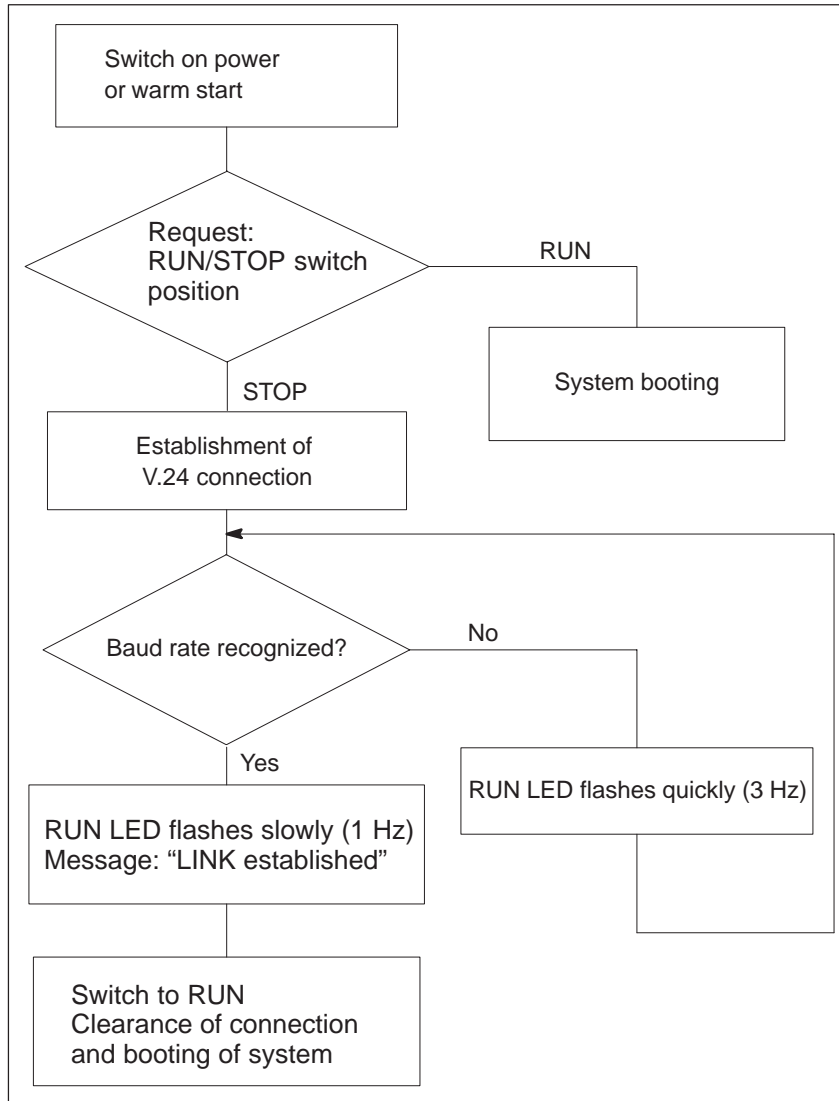 Switch on power
or warm start
Request:
RUN/STOP switch
position
RUN
System booting
STOP
Establishment of
V.24 connection
Baud rate recognized?
No
Yes
RUN LED flashes quickly (3 Hz)
RUN LED flashes slowly (1 Hz)
Message: “LINK established”
Switch to RUN
Clearance of connection
and booting of system